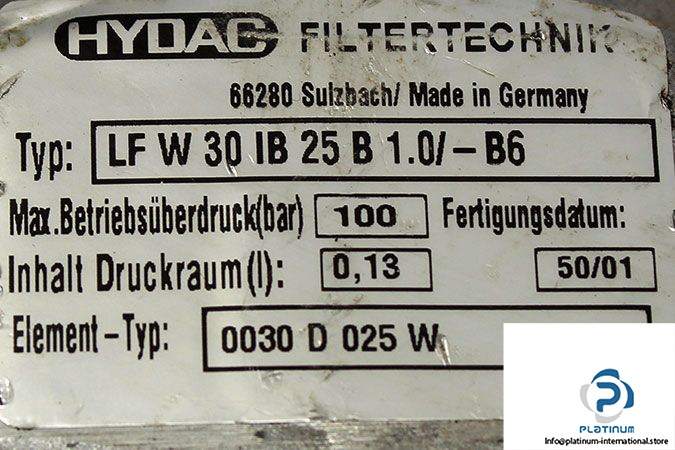 HYDAC FILTERTECHNIK
66280 Sulzbach/ Made in Germany
Typ: LF W 30 IB 25 B 1.0/-B6
Max.Betriebsüberdruck(bar) 100 Fertigungsdatum:
Inhalt Druckraum(l): 0,13 50/01
Element-Typ: 0030 D 025 W
PLATINUM
Info@platinum-international.store